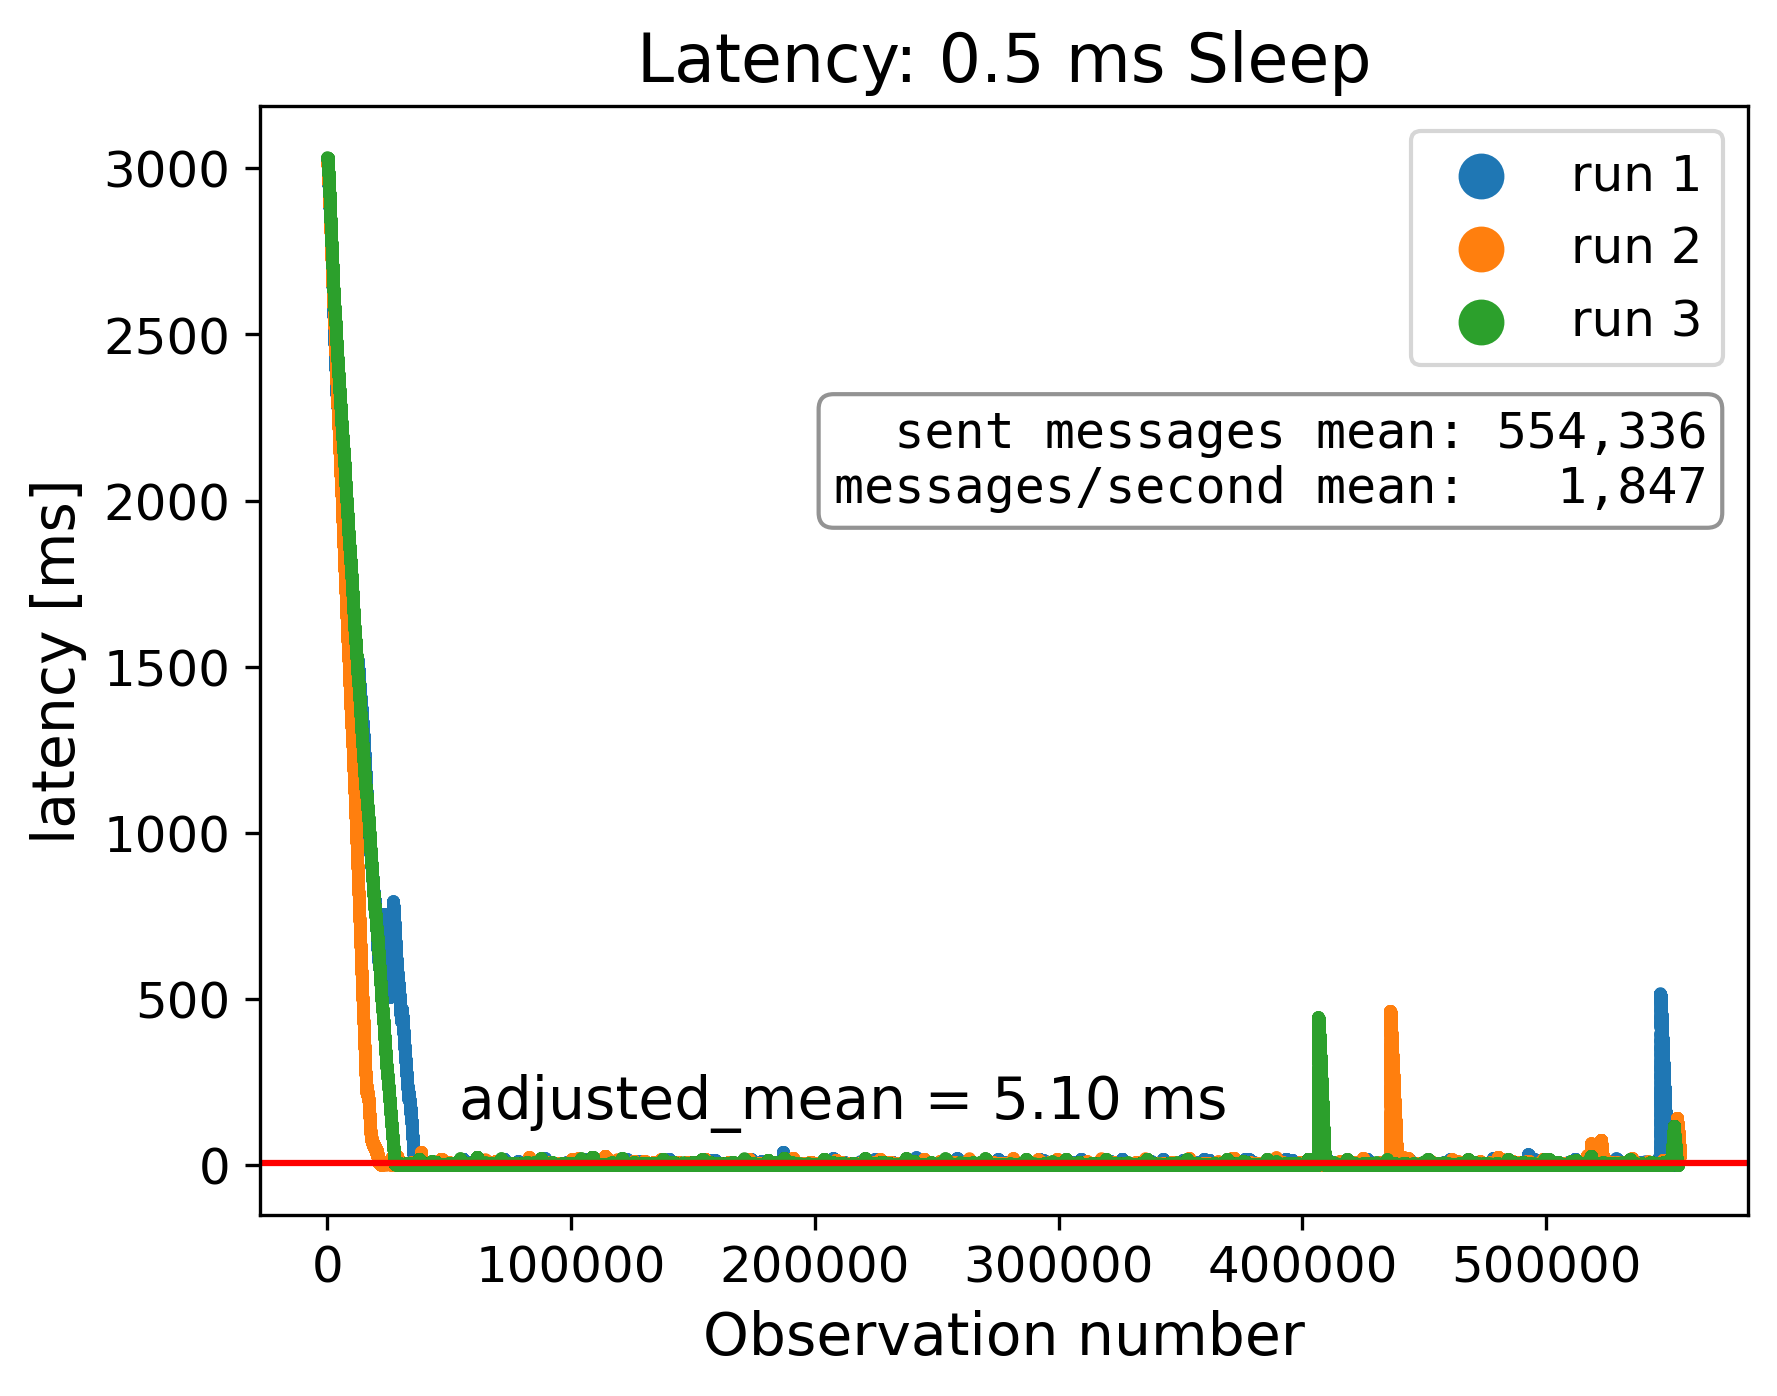 Latency: 0.5 ms Sleep
3000
2500
2000
1500
1000
500
0
latency [ms]
run 1
run 2
run 3
sent messages mean: 554,336
messages/second mean: 1,847
adjusted_mean = 5.10 ms
0 100000 200000 300000 400000 500000
Observation number